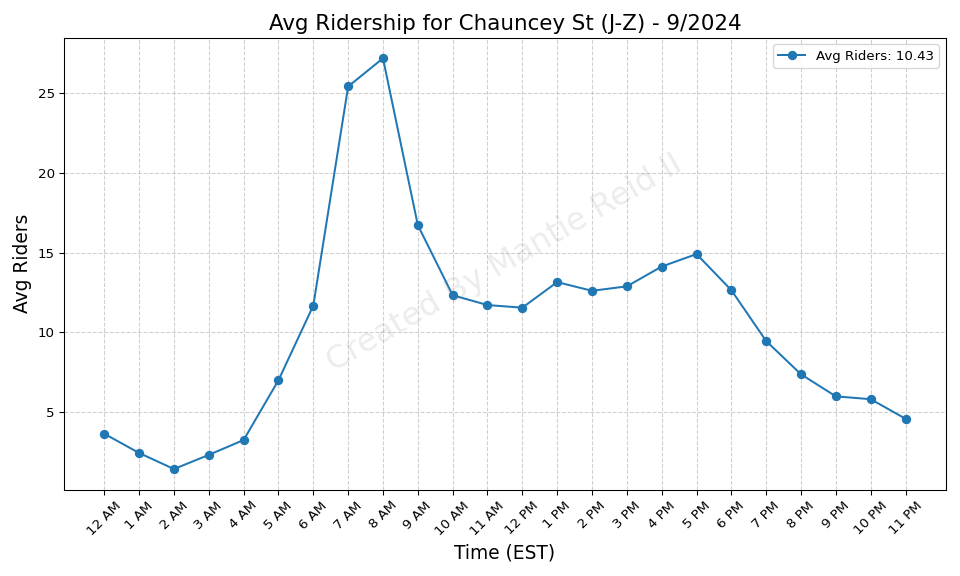 Avg Ridership for Chauncey St (J-Z) - 9/2024
Avg Riders: 10.43
Avg Riders
25
20
15
10
5
Created By Mantie Reid II
12 AM
1 AM
2 AM
3 AM
4 AM
5 AM
6 AM
7 AM
8 AM
9 AM
10 AM
11 AM
12 PM
1 PM
2 PM
3 PM
4 PM
5 PM
6 PM
7 PM
8 PM
9 PM
10 PM
11 PM
Time (EST)